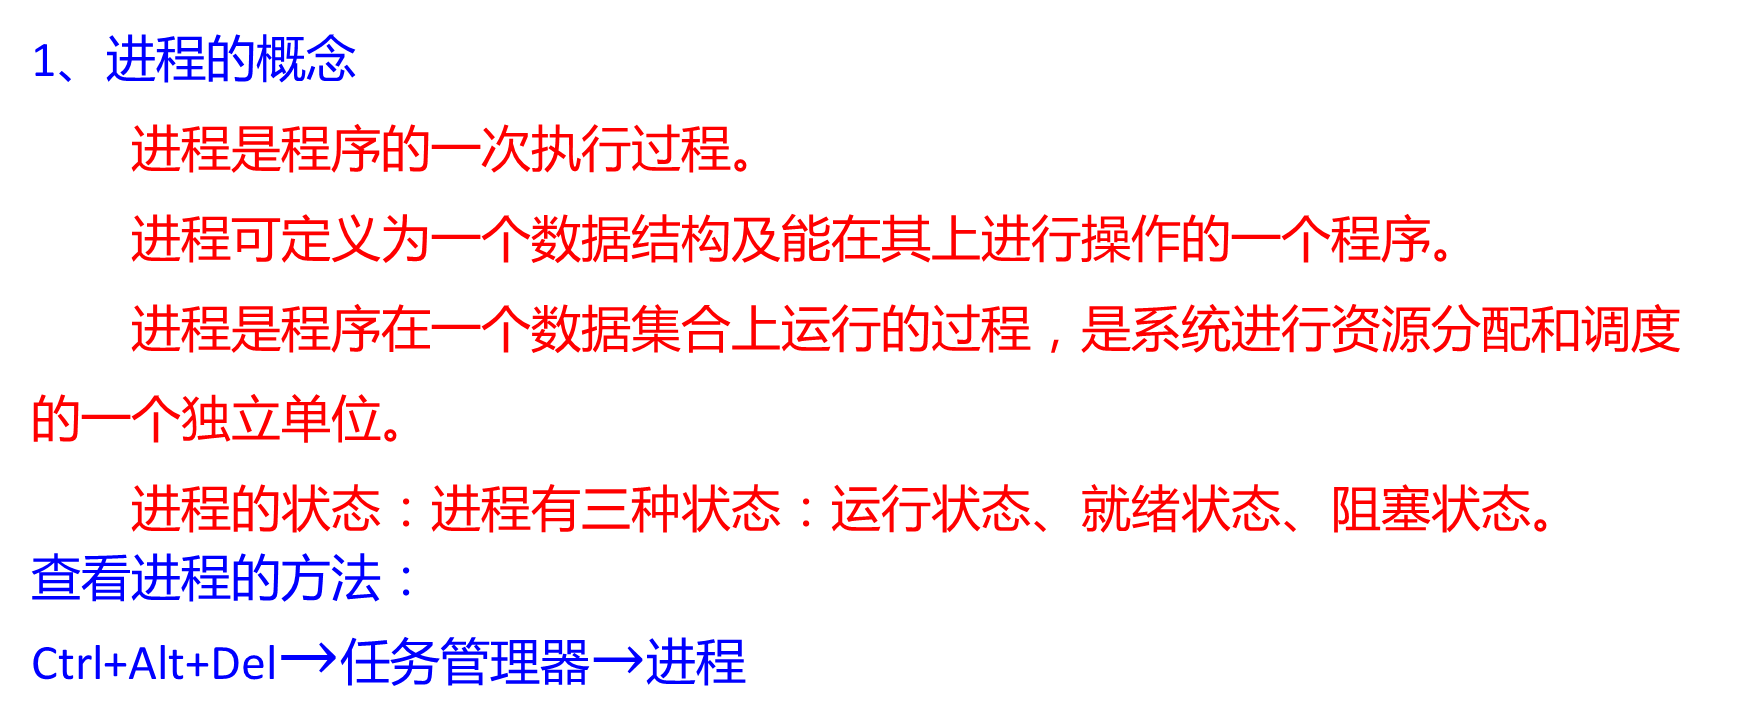 1、进程的概念
进程是程序的一次执行过程。
进程可定义为一个数据结构及能在其上进行操作的一个程序。
进程是程序在一个数据集合上运行的过程，是系统进行资源分配和调度
的一个独立单位。
进程的状态：进程有三种状态：运行状态、就绪状态、阻塞状态。
查看进程的方法：
Ctrl+Alt+Del→任务管理器→进程